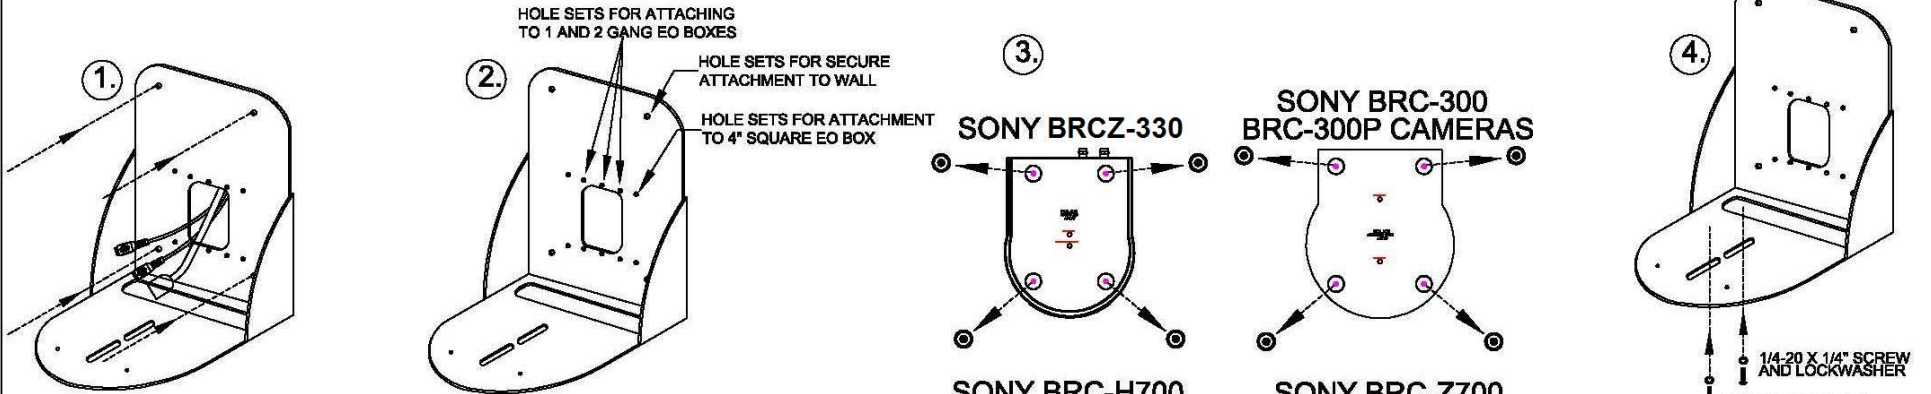 1.
2.
HOLE SETS FOR ATTACHING
TO 1 AND 2 GANG EO BOXES
HOLE SETS FOR SECURE
ATTACHMENT TO WALL
HOLE SETS FOR ATTACHMENT
TO 4" SQUARE EO BOX
3.
SONY BRCZ-330
SONY BRC-300
BRC-300P CAMERAS
SONY BRC-H700
SONY BRC-Z700
4.
1/4-20 X 1/4" SCREW
AND LOCKWASHER